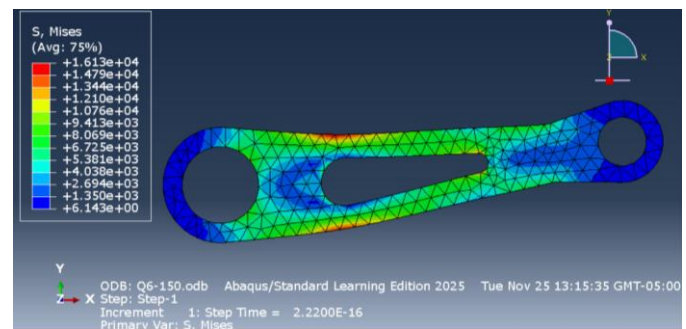 S, Mises
(Avg: 75%)
+1.613e+04
+1.479e+04
+1.344e+04
+1.210e+04
+1.076e+04
+9.413e+03
+8.069e+03
+6.725e+03
+5.381e+03
+4.038e+03
+2.694e+03
+1.350e+03
+6.143e+00
Y
X
Z
Y
Z X
ODB: Q6-150.odb Abaqus/Standard Learning Edition 2025 Tue Nov 25 13:15:35 GMT-05:00
Step: Step-1
Increment 1: Step Time = 2.2200E-16
Primary Var: S, Mises